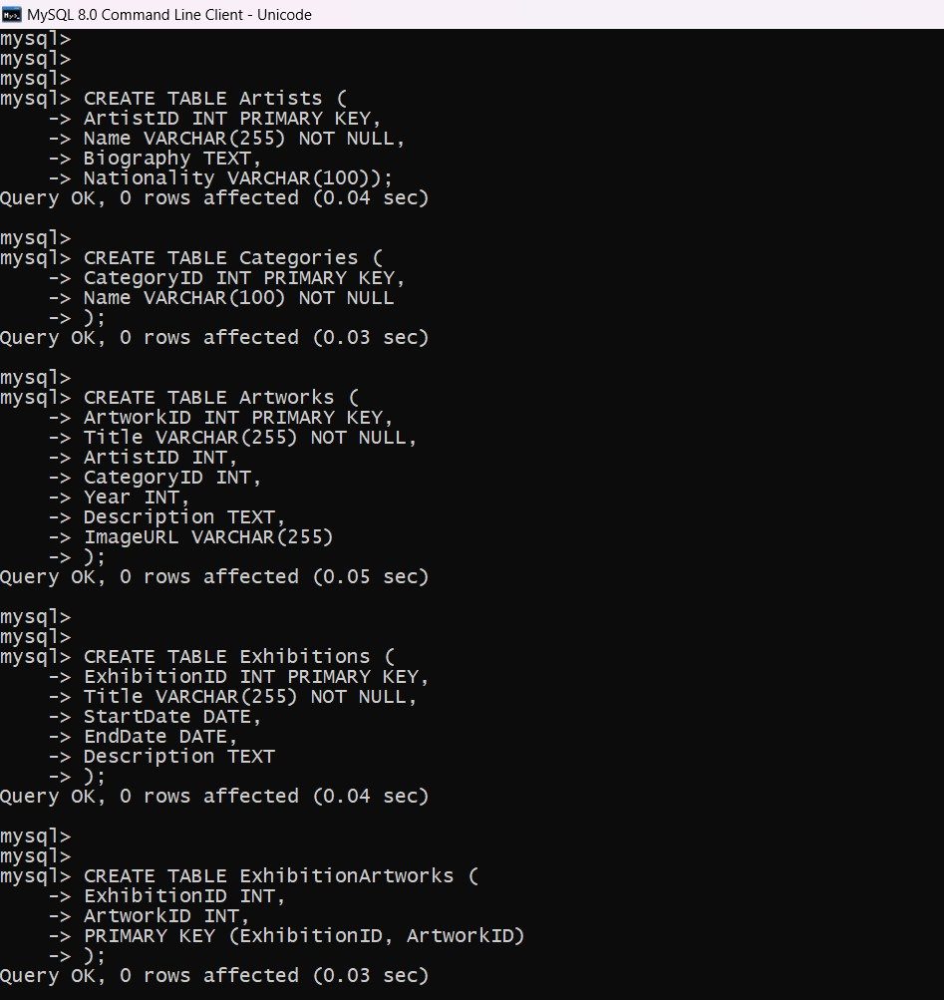 MySQL 8.0 Command Line Client - Unicode
mysql>
mysql>
mysql>
mysql> CREATE TABLE Artists (
    -> ArtistID INT PRIMARY KEY,
    -> Name VARCHAR(255) NOT NULL,
    -> Biography TEXT,
    -> Nationality VARCHAR(100));
Query OK, 0 rows affected (0.04 sec)

mysql>
mysql> CREATE TABLE Categories (
    -> CategoryID INT PRIMARY KEY,
    -> Name VARCHAR(100) NOT NULL
    -> );
Query OK, 0 rows affected (0.03 sec)

mysql>
mysql> CREATE TABLE Artworks (
    -> ArtworkID INT PRIMARY KEY,
    -> Title VARCHAR(255) NOT NULL,
    -> ArtistID INT,
    -> CategoryID INT,
    -> Year INT,
    -> Description TEXT,
    -> ImageURL VARCHAR(255)
    -> );
Query OK, 0 rows affected (0.05 sec)

mysql>
mysql>
mysql> CREATE TABLE Exhibitions (
    -> ExhibitionID INT PRIMARY KEY,
    -> Title VARCHAR(255) NOT NULL,
    -> StartDate DATE,
    -> EndDate DATE,
    -> Description TEXT
    -> );
Query OK, 0 rows affected (0.04 sec)

mysql>
mysql>
mysql> CREATE TABLE ExhibitionArtworks (
    -> ExhibitionID INT,
    -> ArtworkID INT,
    -> PRIMARY KEY (ExhibitionID, ArtworkID)
    -> );
Query OK, 0 rows affected (0.03 sec)